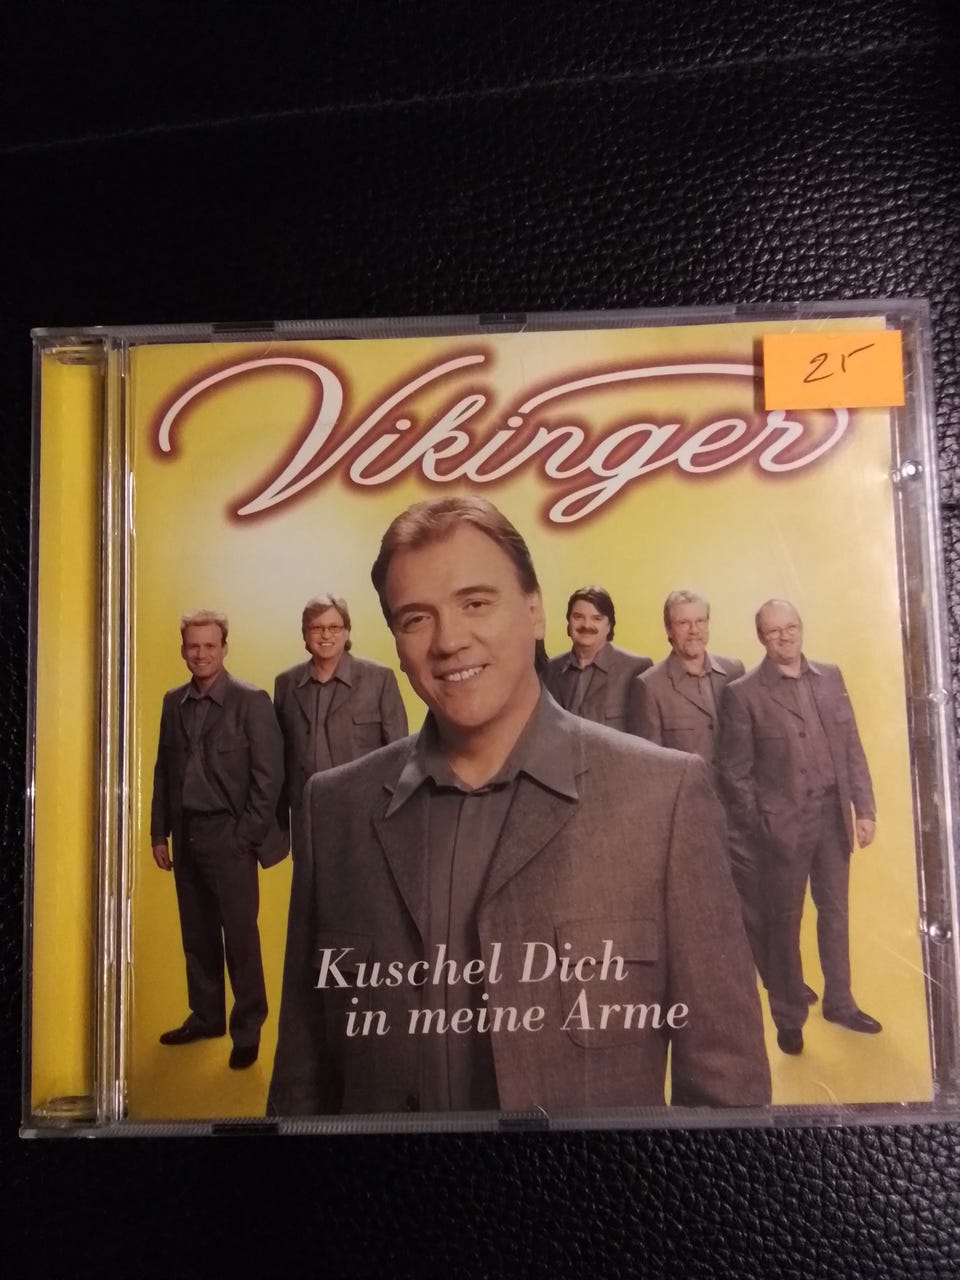 Vikinger
25
Kuschel Dich
in meine Arme